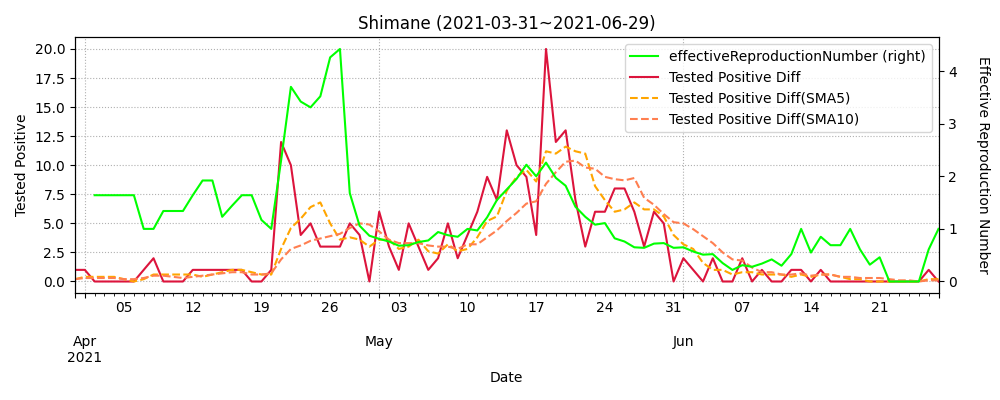 Shimane (2021-03-31~2021-06-29)
effectiveReproductionNumber (right)
Tested Positive Diff
Tested Positive Diff(SMA5)
Tested Positive Diff(SMA10)
Tested Positive
20.0
17.5
15.0
12.5
10.0
7.5
5.0
2.5
0.0
Effective Reproduction Number
4
3
2
1
0
05 12 19 26 03 10 17 24 31 07 14 21
Apr May Jun
2021
Date